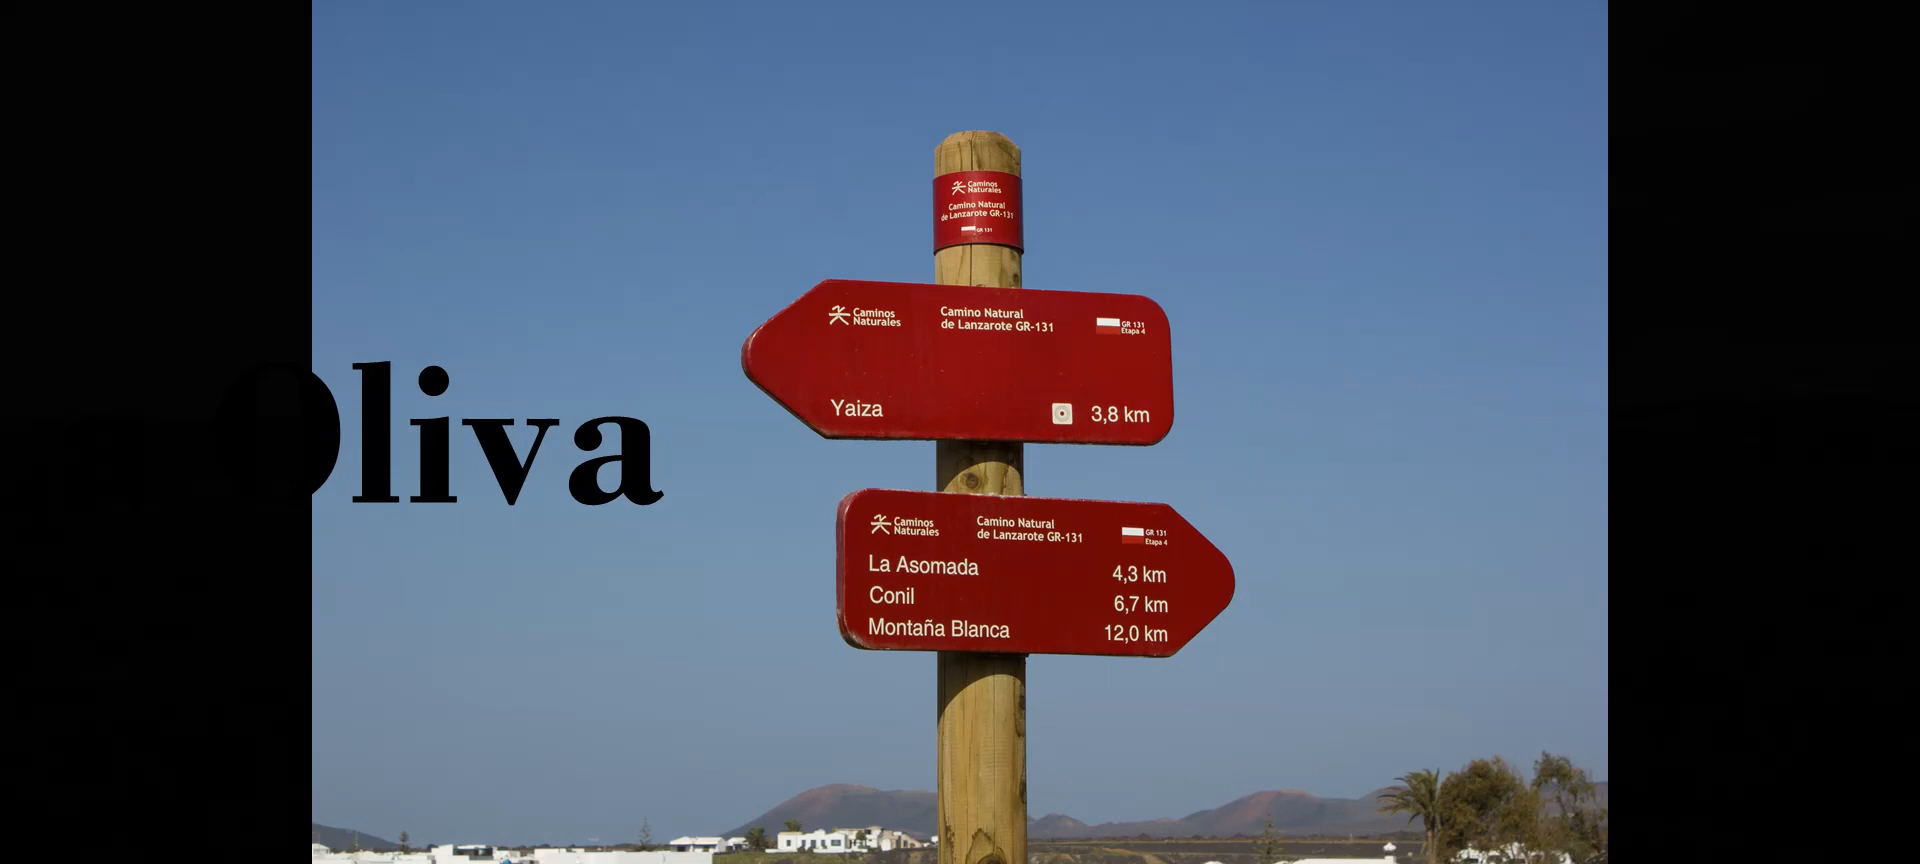 Caminos
Naturales
Camino Natural
de Lanzarote GR-131
GR 131
Caminos
Naturales
Camino Natural
de Lanzarote GR-131
GR 131
Etapa 4
Yaiza 3,8 km
Oliva
Caminos
Naturales
Camino Natural
de Lanzarote GR-131
GR 131
Etapa 4
La Asomada 4,3 km
Conil 6,7 km
Montaña Blanca 12,0 km